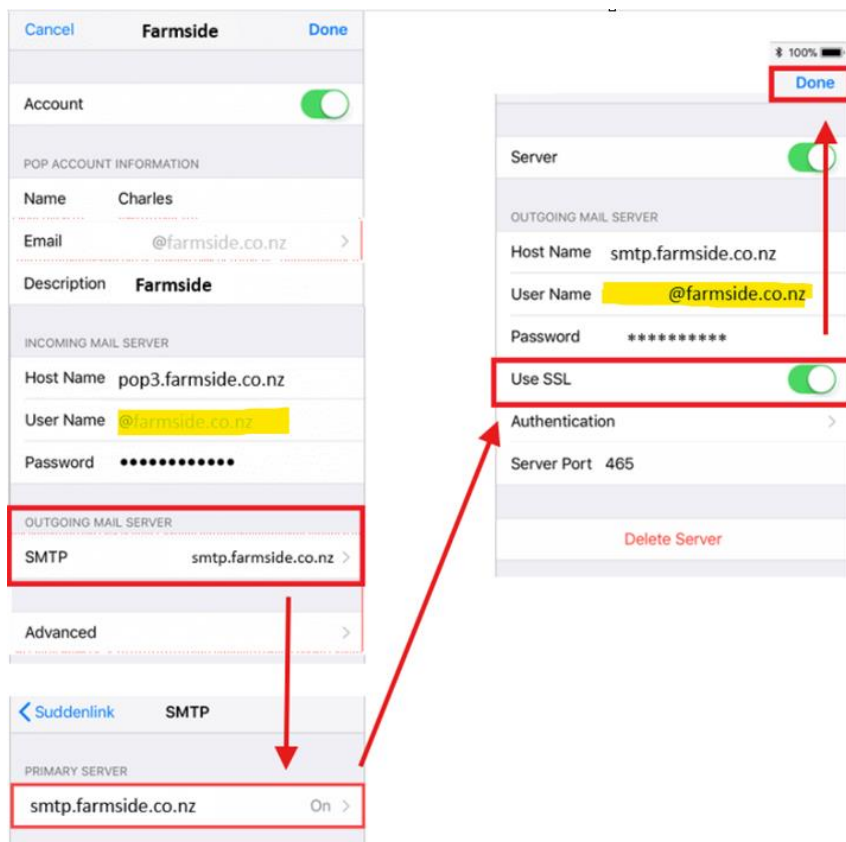 Cancel Farmside Done
Account
POP ACCOUNT INFORMATION
Name Charles
Email @farmside.co.nz
Description Farmside
INCOMING MAIL SERVER
Host Name pop3.farmside.co.nz
User Name @farmside.co.nz
Password ••••••••••••
OUTGOING MAIL SERVER
SMTP smtp.farmside.co.nz
Advanced
Suddenlink SMTP
PRIMARY SERVER
smtp.farmside.co.nz On
100%
Done
Server
OUTGOING MAIL SERVER
Host Name smtp.farmside.co.nz
User Name @farmside.co.nz
Password **********
Use SSL
Authentication
Server Port 465
Delete Server